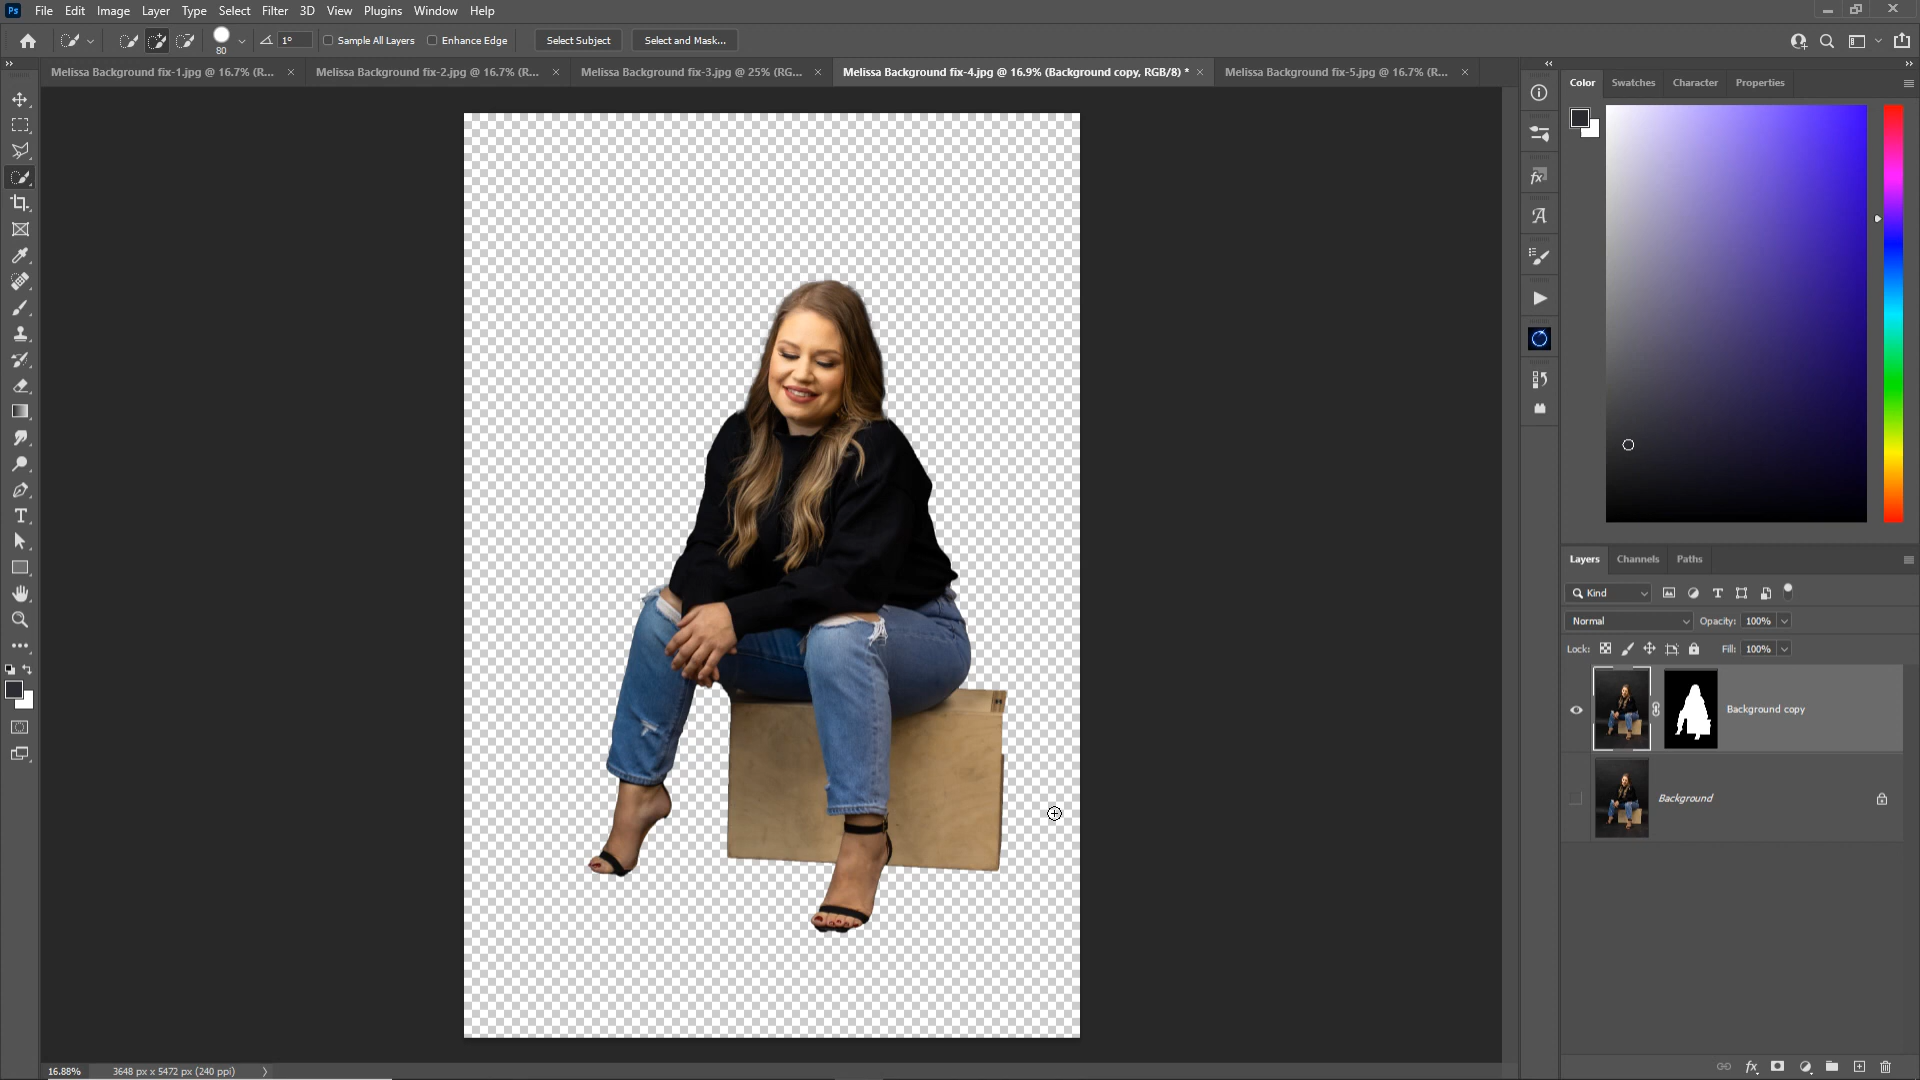 Ps File Edit Image Layer Type Select Filter 3D View Plugins Window Help
80 1° Sample All Layers Enhance Edge Select Subject Select and Mask...
Melissa Background fix-1.jpg @ 16.7% (R... × Melissa Background fix-2.jpg @ 16.7% (R... × Melissa Background fix-3.jpg @ 25% (RG... × Melissa Background fix-4.jpg @ 16.9% (Background copy, RGB/8) * × Melissa Background fix-5.jpg @ 16.7% (R... ×
Color Swatches Character Properties
Layers Channels Paths
Kind
Normal Opacity: 100%
Lock: Fill: 100%
Background copy
Background
16.88% 3648 px x 5472 px (240 ppi)